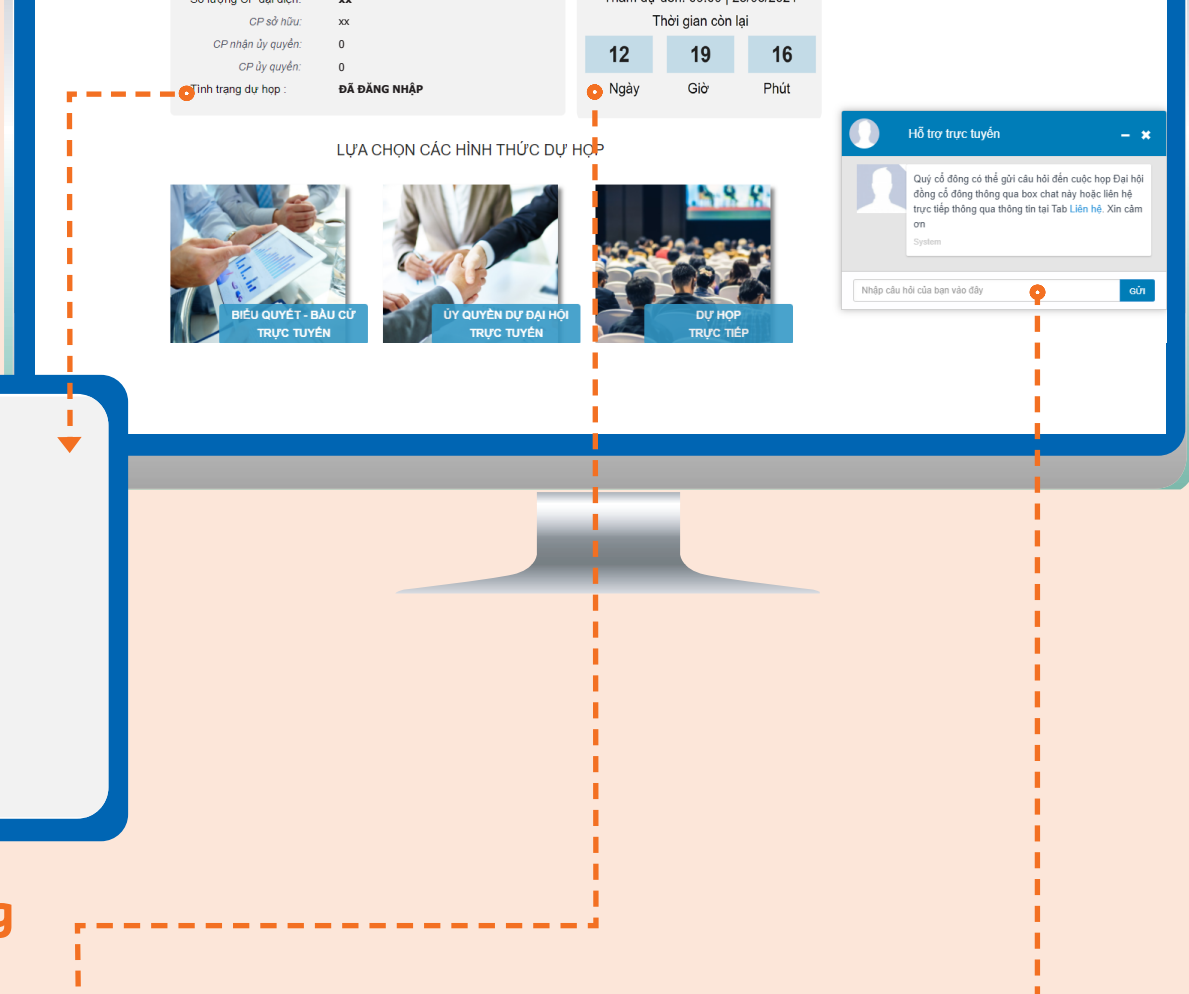 CP sở hữu: xx
CP nhận ủy quyền: 0
CP ủy quyền: 0
Tình trạng dự họp : ĐÃ ĐĂNG NHẬP
Thời gian còn lại
12 19 16
Ngày Giờ Phút
LỰA CHỌN CÁC HÌNH THỨC DỰ HỌP
BIỂU QUYẾT - BẦU CỬ
TRỰC TUYẾN
ỦY QUYỀN DỰ ĐẠI HỘI
TRỰC TUYẾN
DỰ HỌP
TRỰC TIẾP
Hỗ trợ trực tuyến
Quý cổ đông có thể gửi câu hỏi đến cuộc họp Đại hội
đồng cổ đông thông qua box chat này hoặc liên hệ
trực tiếp thông qua thông tin tại Tab Liên hệ. Xin cảm
ơn
System
Nhập câu hỏi của bạn vào đây
GỬI
g